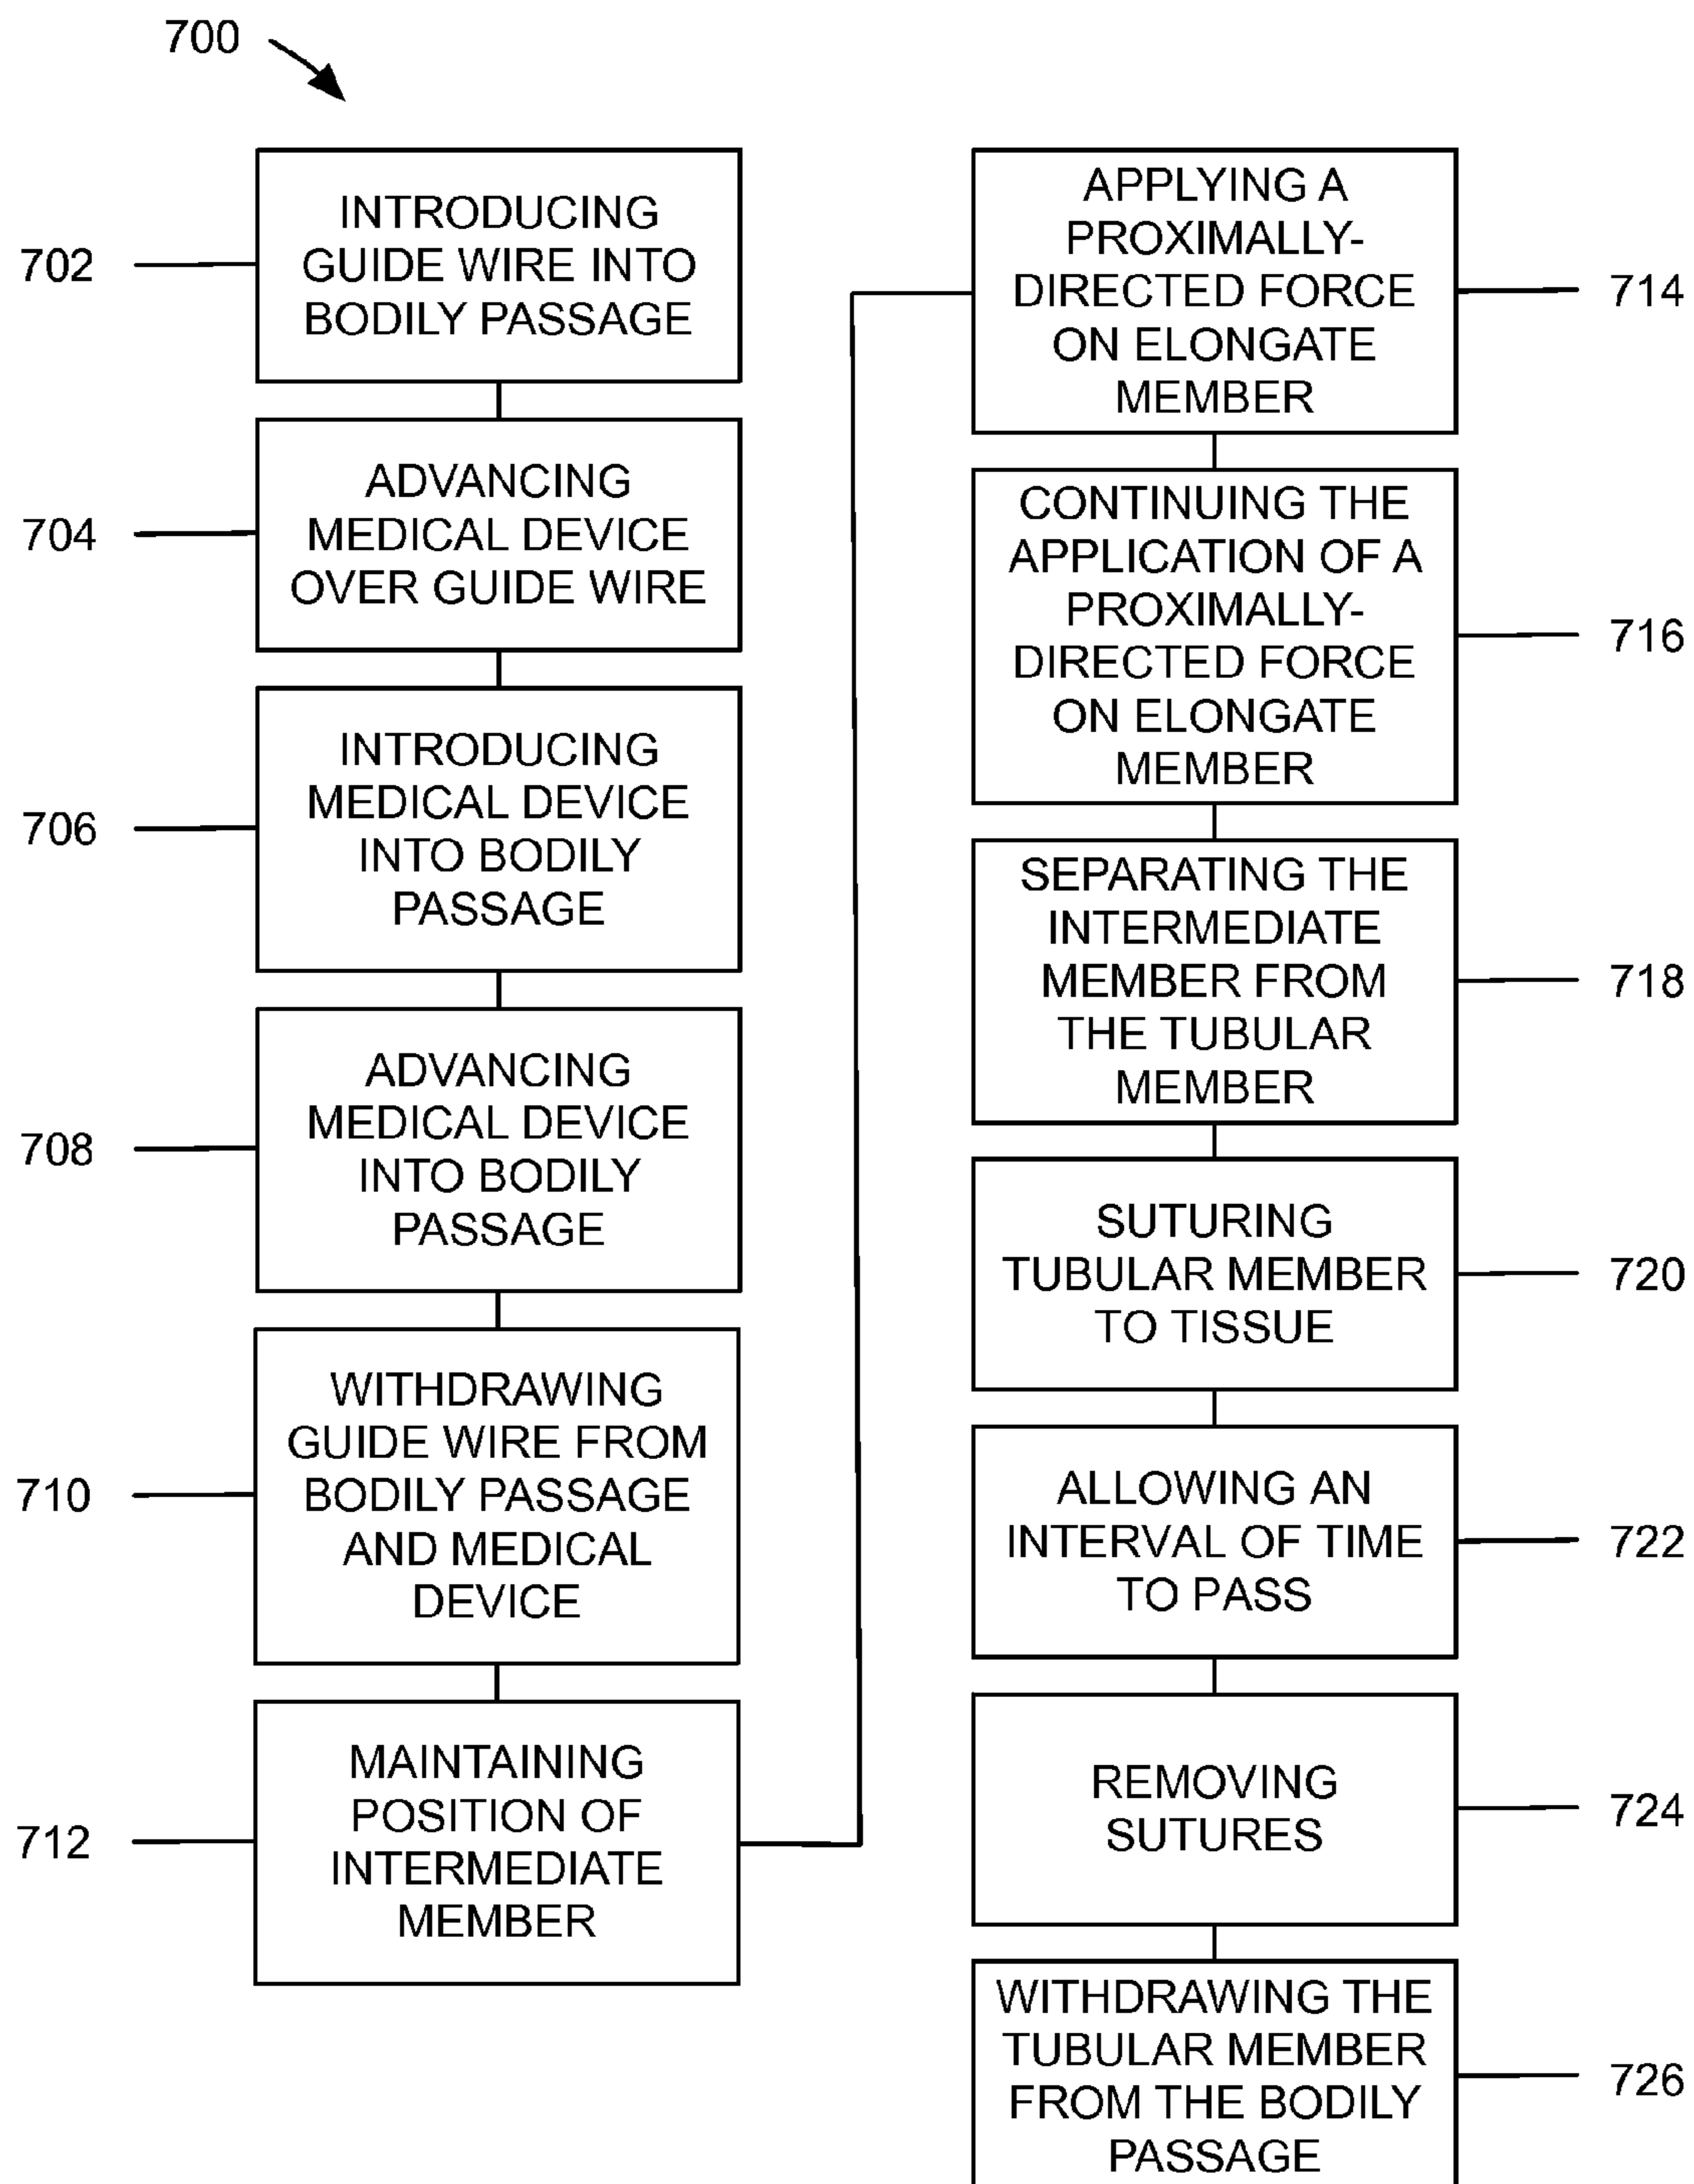 700
702
INTRODUCING
GUIDE WIRE INTO
BODILY PASSAGE
704
ADVANCING
MEDICAL DEVICE
OVER GUIDE WIRE
706
INTRODUCING
MEDICAL DEVICE
INTO BODILY
PASSAGE
708
ADVANCING
MEDICAL DEVICE
INTO BODILY
PASSAGE
710
WITHDRAWING
GUIDE WIRE FROM
BODILY PASSAGE
AND MEDICAL
DEVICE
712
MAINTAINING
POSITION OF
INTERMEDIATE
MEMBER
APPLYING A
PROXIMALLY-
DIRECTED FORCE
ON ELONGATE
MEMBER
714
CONTINUING THE
APPLICATION OF A
PROXIMALLY-
DIRECTED FORCE
ON ELONGATE
MEMBER
716
SEPARATING THE
INTERMEDIATE
MEMBER FROM
THE TUBULAR
MEMBER
718
SUTURING
TUBULAR MEMBER
TO TISSUE
720
ALLOWING AN
INTERVAL OF TIME
TO PASS
722
REMOVING
SUTURES
724
WITHDRAWING THE
TUBULAR MEMBER
FROM THE BODILY
PASSAGE
726